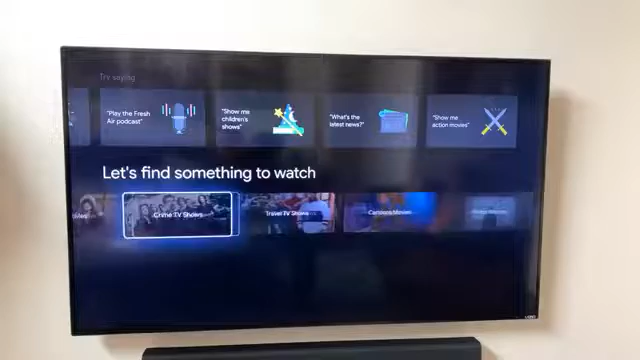 Try saying
"Play the Fresh
Air podcast"
"Show me
children's
shows"
"What's the
latest news?"
"Show me
action movies"
Let's find something to watch
Crime TV Shows
Travel TV Shows
Cartoons Movies
VIZIO